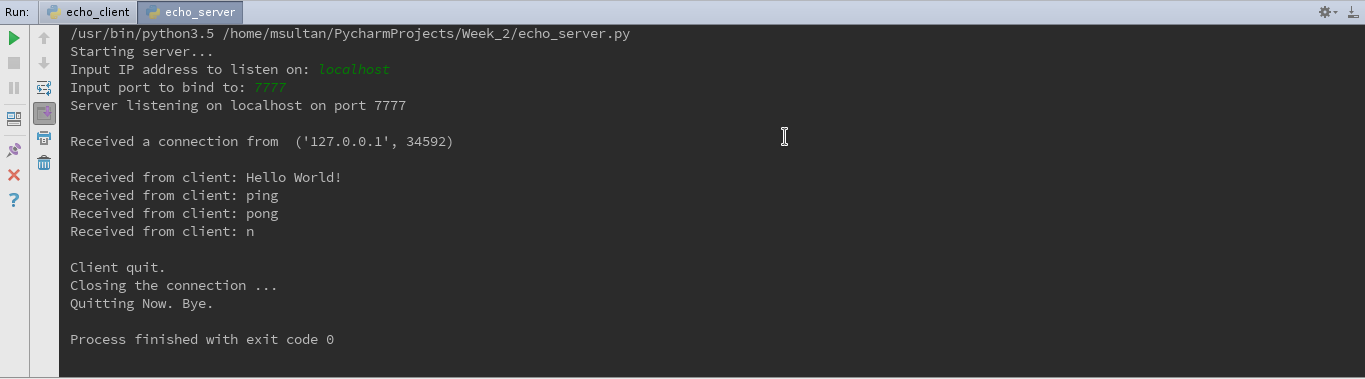 Run: echo_client echo_server
/usr/bin/python3.5 /home/msultan/PycharmProjects/Week_2/echo_server.py
Starting server...
Input IP address to listen on: localhost
Input port to bind to: 7777
Server listening on localhost on port 7777
Received a connection from  ('127.0.0.1', 34592)
Received from client: Hello World!
Received from client: ping
Received from client: pong
Received from client: n
Client quit.
Closing the connection ...
Quitting Now. Bye.
Process finished with exit code 0